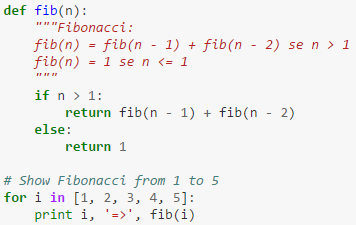 def fib(n):
    """Fibonacci:
    fib(n) = fib(n - 1) + fib(n - 2) se n > 1
    fib(n) = 1 se n <= 1
    """
    if n > 1:
        return fib(n - 1) + fib(n - 2)
    else:
        return 1

# Show Fibonacci from 1 to 5
for i in [1, 2, 3, 4, 5]:
    print i, '=>', fib(i)